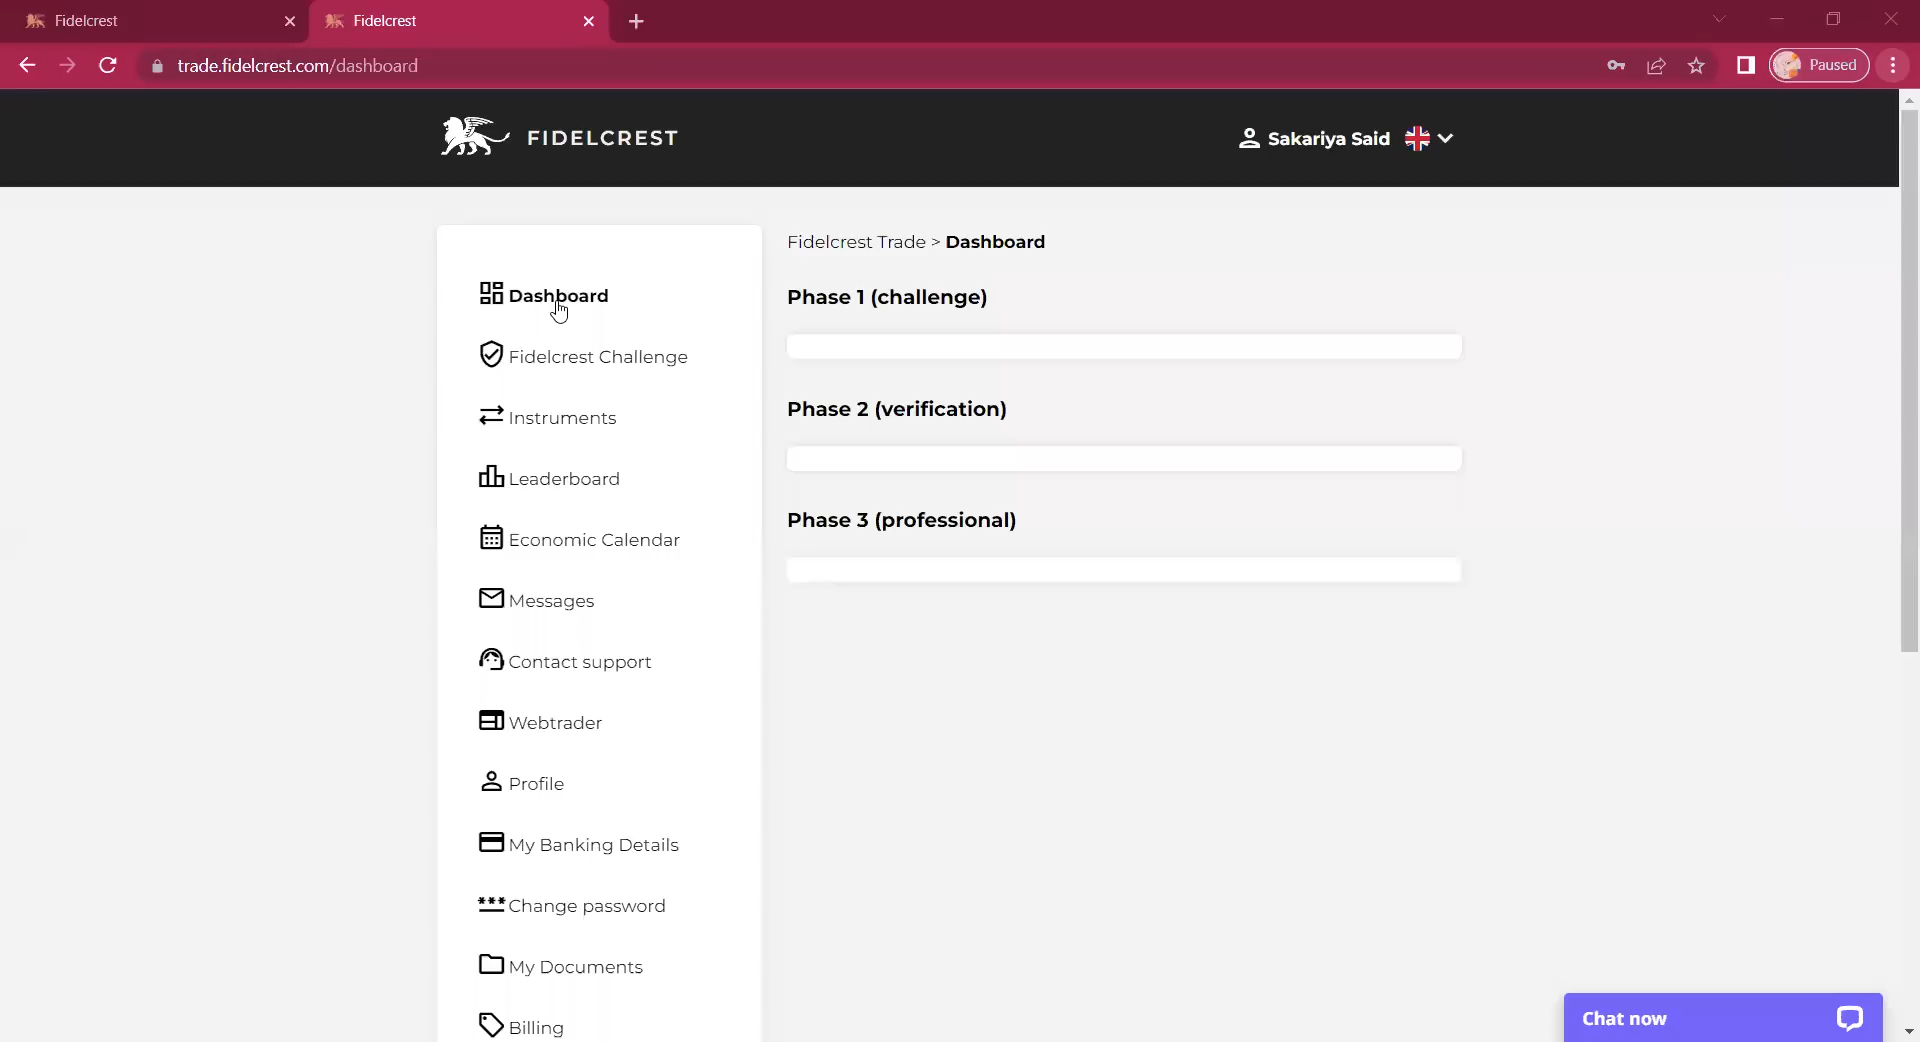 Fidelcrest
Fidelcrest
trade.fidelcrest.com/dashboard
Paused
FIDELCREST
Sakariya Said
Fidelcrest Trade > Dashboard
Dashboard
Fidelcrest Challenge
Instruments
Leaderboard
Economic Calendar
Messages
Contact support
Webtrader
Profile
My Banking Details
Change password
My Documents
Billing
Phase 1 (challenge)
Phase 2 (verification)
Phase 3 (professional)
Chat now